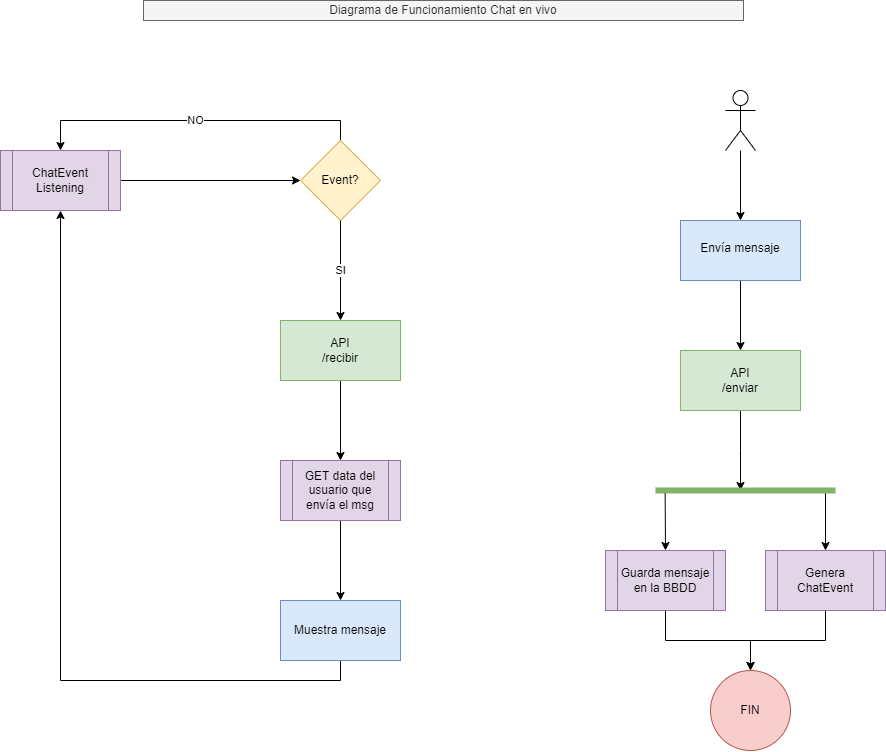 Diagrama de Funcionamiento Chat en vivo
NO
ChatEvent
Listening
Event?
SI
API
/recibir
GET data del
usuario que
envía el msg
Muestra mensaje
Envía mensaje
API
/enviar
Guarda mensaje
en la BBDD
Genera
ChatEvent
FIN